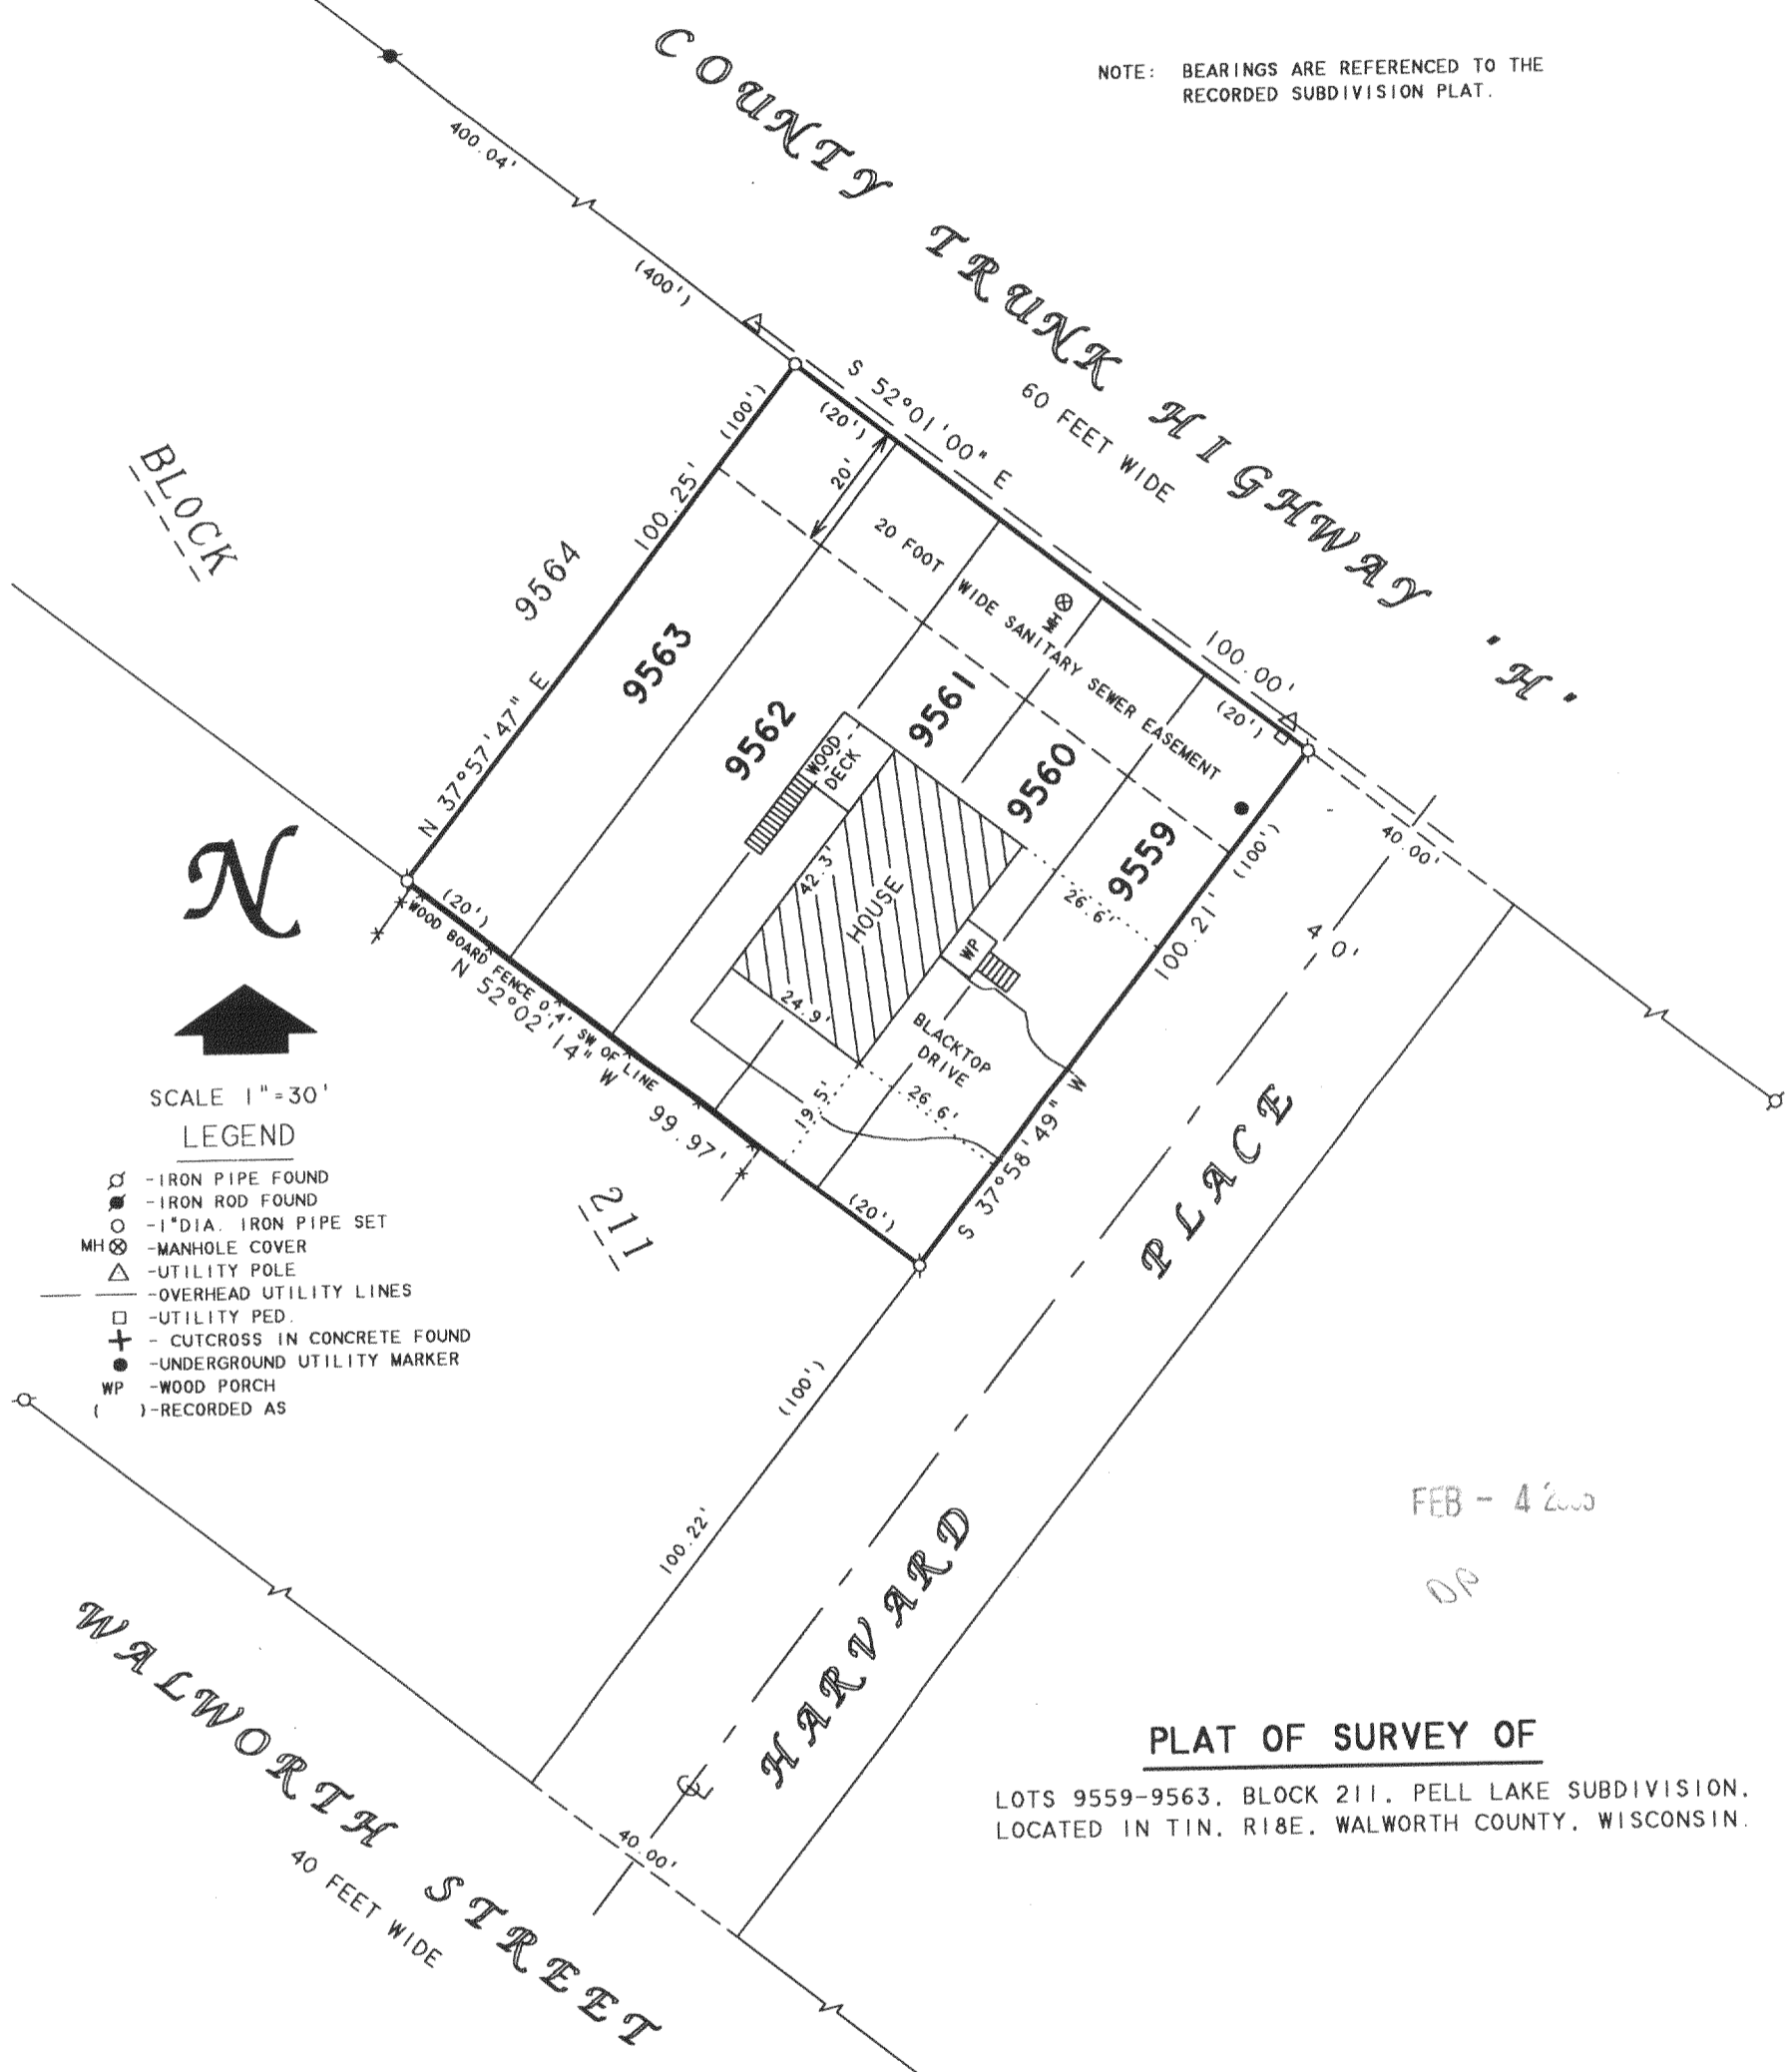 NOTE: BEARINGS ARE REFERENCED TO THE
RECORDED SUBDIVISION PLAT.
COUNTY TRUNK HIGHWAY "H"
60 FEET WIDE
400.04'
(400')
S 52°01'00" E
100.00'
(20')
(20')
20'
(100')
100.25'
N 37°57'47" E
BLOCK
9564
9563
9562
9561
9560
9559
20 FOOT WIDE SANITARY SEWER EASEMENT
MH
WOOD
DECK
HOUSE
42.3'
24.9'
WP
26.6'
26.6'
19.5'
BLACKTOP
DRIVE
(100')
100.21'
S 37°58'49" W
40.00'
40'
(20')
WOOD BOARD FENCE 0.4' SW OF LINE
N 52°02'14" W
99.97'
(20')
211
N
SCALE 1"=30'
LEGEND
-IRON PIPE FOUND
-IRON ROD FOUND
-1"DIA. IRON PIPE SET
MH -MANHOLE COVER
-UTILITY POLE
-OVERHEAD UTILITY LINES
-UTILITY PED.
- CUTCROSS IN CONCRETE FOUND
-UNDERGROUND UTILITY MARKER
WP -WOOD PORCH
( )-RECORDED AS
(100')
100.22'
HARVARD PLACE
WALWORTH STREET
40 FEET WIDE
40.00'
FEB - 4
PLAT OF SURVEY OF
LOTS 9559-9563, BLOCK 211, PELL LAKE SUBDIVISION,
LOCATED IN T1N, R18E, WALWORTH COUNTY, WISCONSIN.